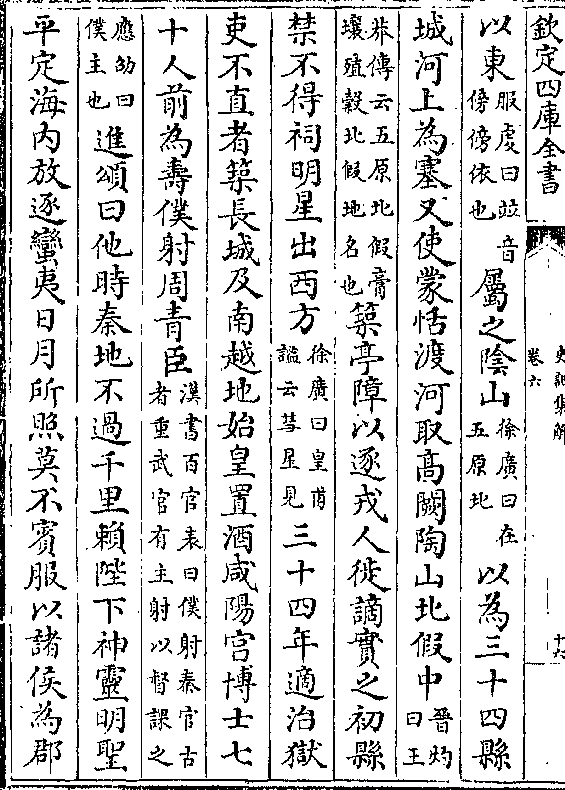 欽定四庫全書
史記集解
卷六
十六
以東服虔曰並音傍傍依也屬之陰山徐廣曰在五原北以為三十四縣
城河上為塞又使蒙恬渡河取髙闕陶山北假中晉灼曰王
莽傳云五原北假膏壤殖穀北假地名也築亭障以逐戎人徙謫實之初縣
禁不得祠明星出西方徐廣曰皇甫謐云彗星見三十四年適治獄
吏不直者築長城及南越地始皇置酒咸陽宫博士七
十人前為壽僕射周青臣漢書百官表曰僕射秦官古者重武官有主射以督課之
應劭曰僕主也進頌曰他時秦地不過千里賴陛下神靈明聖
平定海内放逐蠻夷日月所照莫不賓服以諸侯為郡